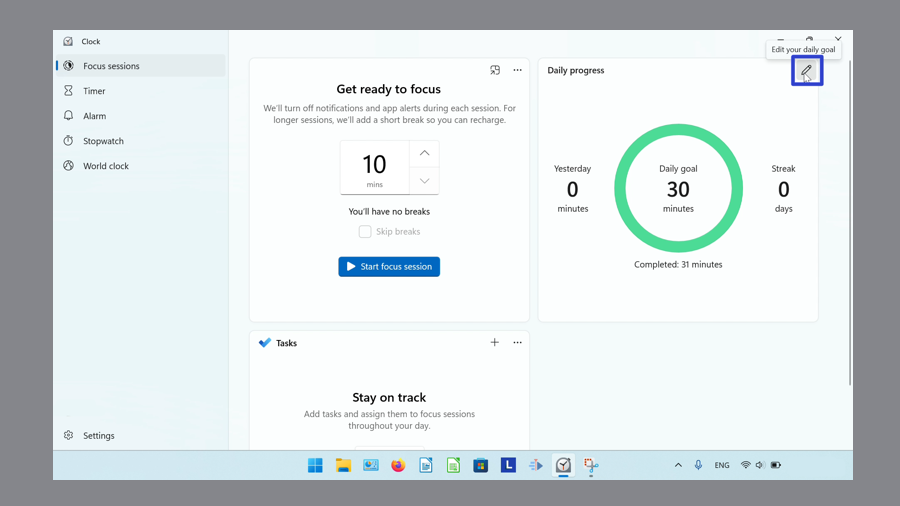 Clock
Focus sessions
Timer
Alarm
Stopwatch
World clock
Settings
Get ready to focus
We'll turn off notifications and app alerts during each session. For
longer sessions, we'll add a short break so you can recharge.
10
mins
You'll have no breaks
Skip breaks
Start focus session
Edit your daily goal
Daily progress
Yesterday
0
minutes
Daily goal
30
minutes
Streak
0
days
Completed: 31 minutes
Tasks
Stay on track
Add tasks and assign them to focus sessions
throughout your day.
L
ENG